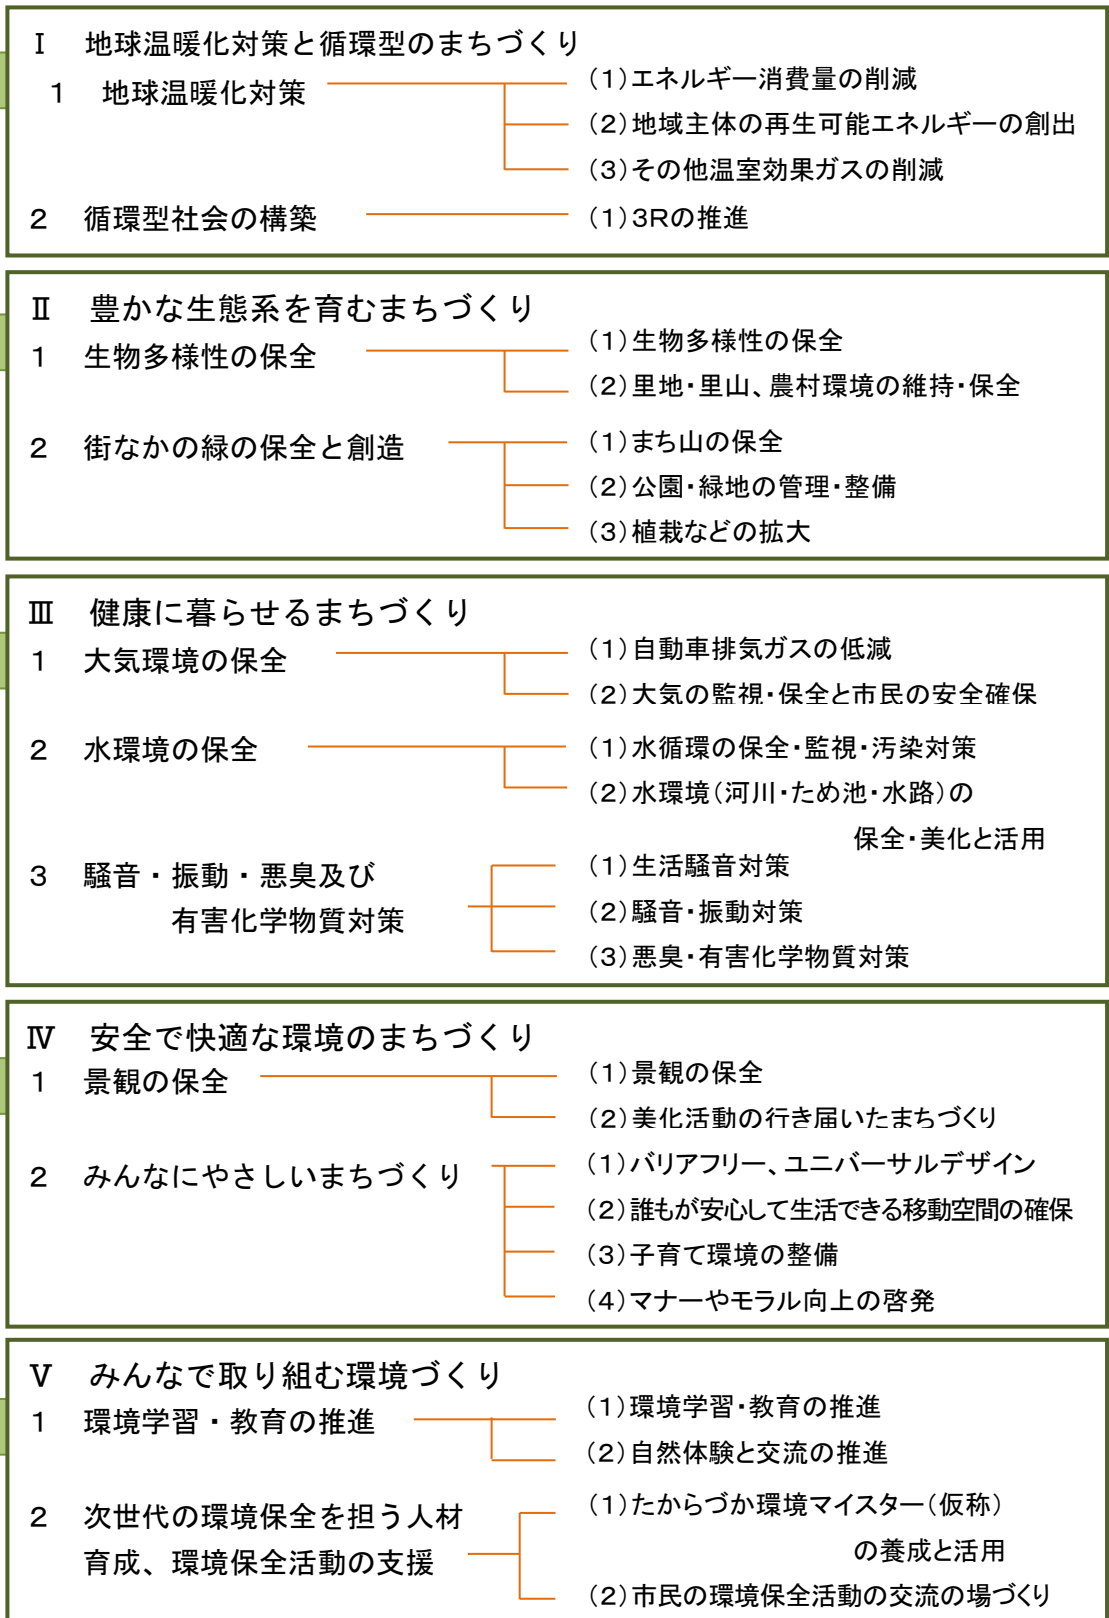 Ⅰ 地球温暖化対策と循環型のまちづくり
1 地球温暖化対策
(1)エネルギー消費量の削減
(2)地域主体の再生可能エネルギーの創出
(3)その他温室効果ガスの削減
2 循環型社会の構築
(1)3Rの推進
Ⅱ 豊かな生態系を育むまちづくり
1 生物多様性の保全
(1)生物多様性の保全
(2)里地・里山、農村環境の維持・保全
2 街なかの緑の保全と創造
(1)まち山の保全
(2)公園・緑地の管理・整備
(3)植栽などの拡大
Ⅲ 健康に暮らせるまちづくり
1 大気環境の保全
(1)自動車排気ガスの低減
(2)大気の監視・保全と市民の安全確保
2 水環境の保全
(1)水循環の保全・監視・汚染対策
(2)水環境(河川・ため池・水路)の
保全・美化と活用
3 騒音・振動・悪臭及び
有害化学物質対策
(1)生活騒音対策
(2)騒音・振動対策
(3)悪臭・有害化学物質対策
Ⅳ 安全で快適な環境のまちづくり
1 景観の保全
(1)景観の保全
(2)美化活動の行き届いたまちづくり
2 みんなにやさしいまちづくり
(1)バリアフリー、ユニバーサルデザイン
(2)誰もが安心して生活できる移動空間の確保
(3)子育て環境の整備
(4)マナーやモラル向上の啓発
Ⅴ みんなで取り組む環境づくり
1 環境学習・教育の推進
(1)環境学習・教育の推進
(2)自然体験と交流の推進
2 次世代の環境保全を担う人材
育成、環境保全活動の支援
(1)たからづか環境マイスター(仮称)
の養成と活用
(2)市民の環境保全活動の交流の場づくり